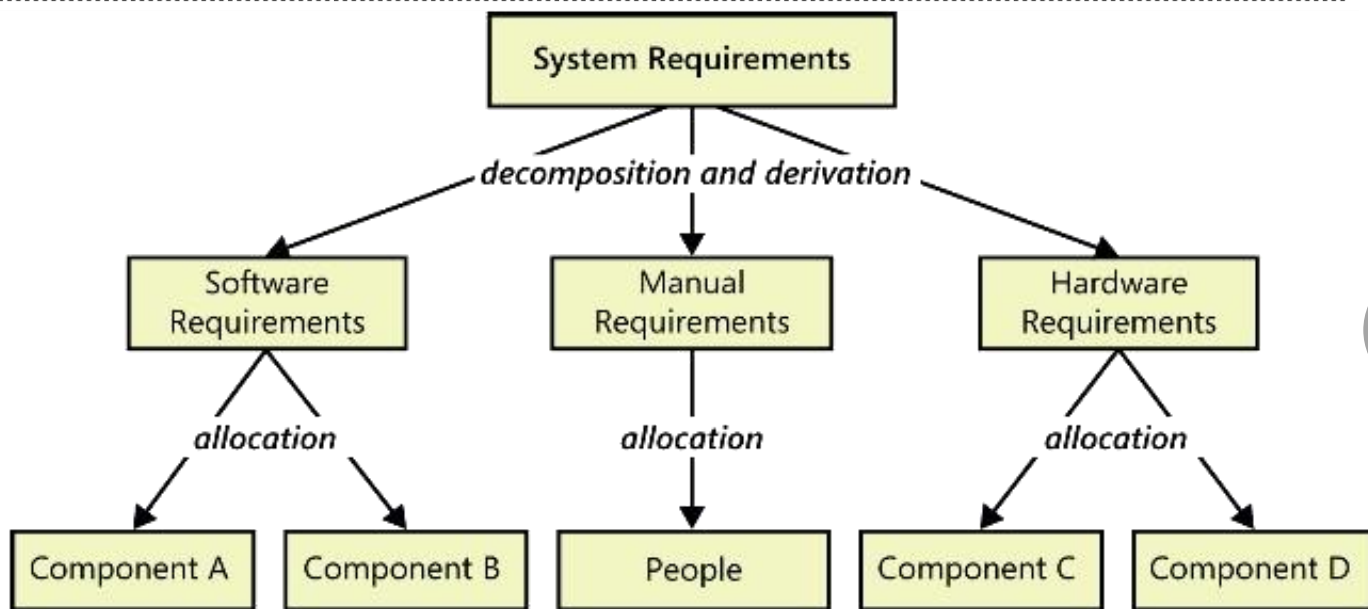 System Requirements
decomposition and derivation
Software
Requirements
Manual
Requirements
Hardware
Requirements
allocation
allocation
allocation
Component A
Component B
People
Component C
Component D